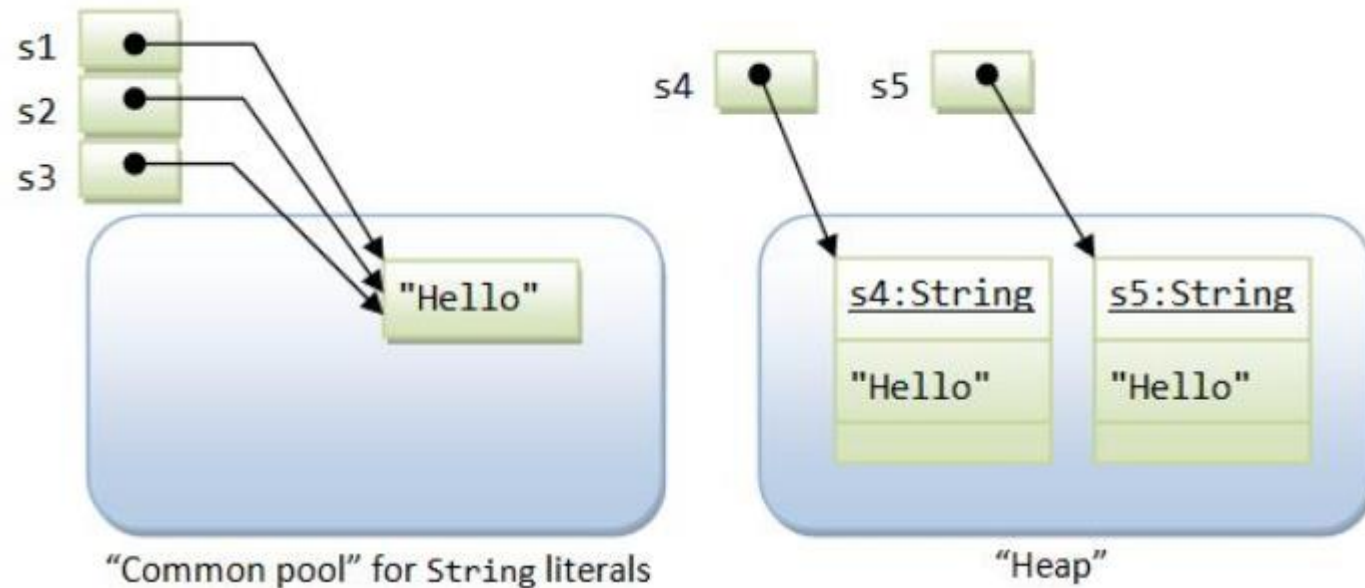 s1
s2
s3
s4
s5
"Hello"
s4:String
"Hello"
s5:String
"Hello"
“Common pool” for String literals
“Heap”